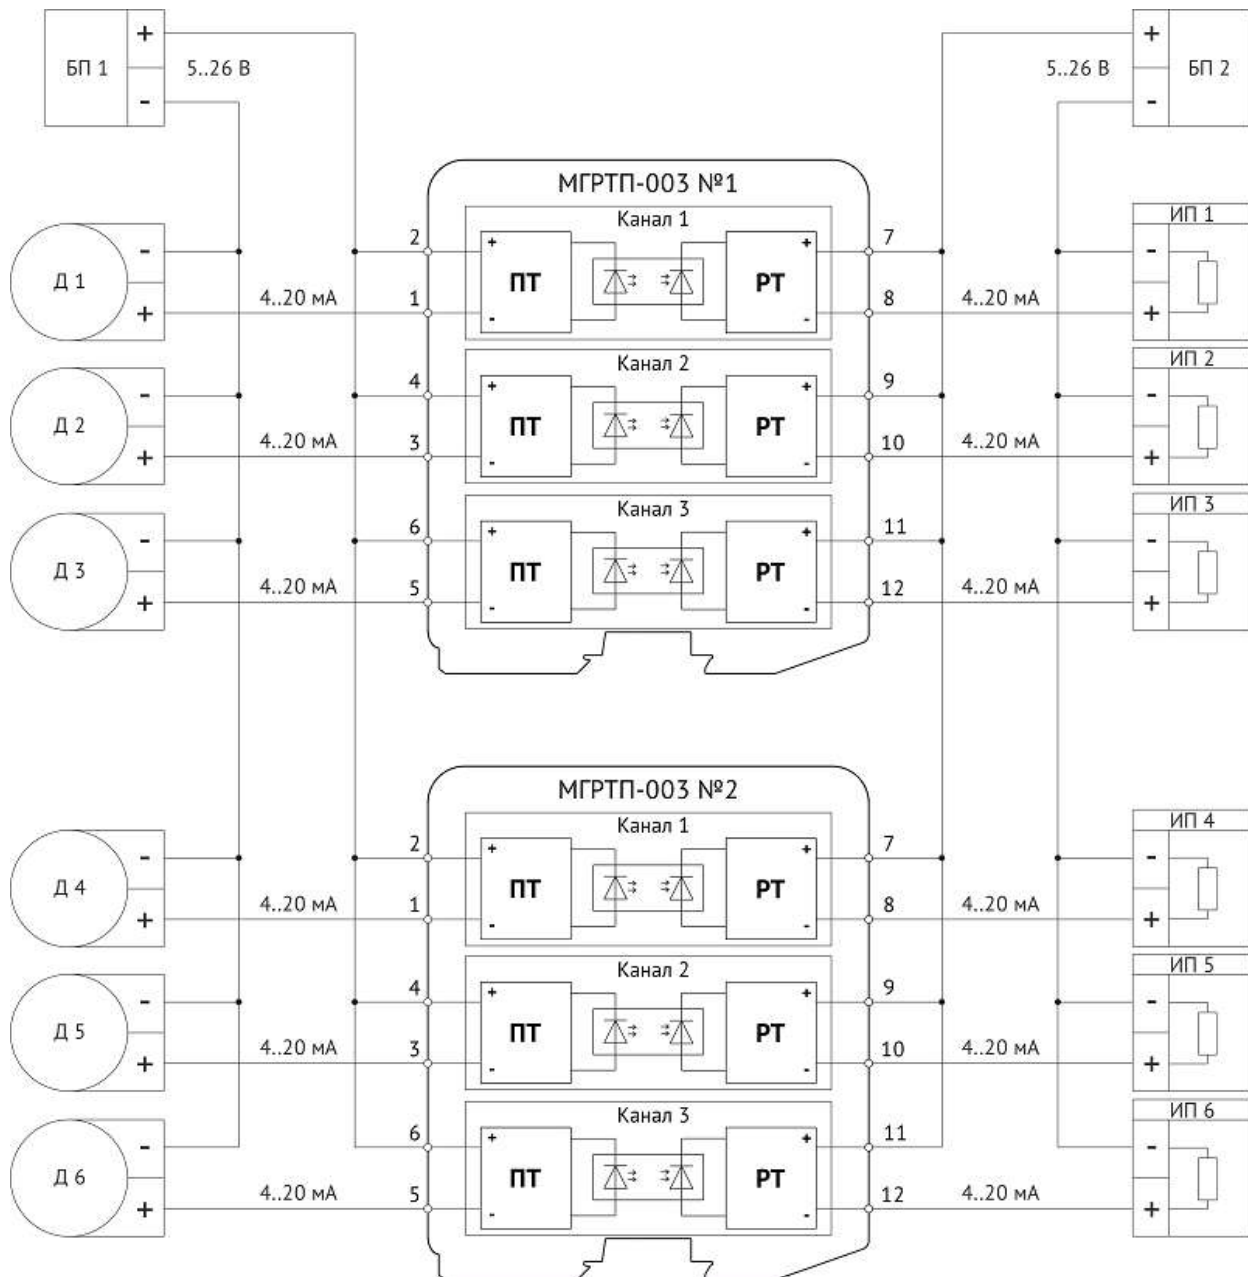 БП 1
+
-
5..26 В
5..26 В
+
-
БП 2
МГРТП-003 №1
Д 1
-
+
4..20 мА
2
1
Канал 1
+
ПТ
-
+
РТ
-
7
8
4..20 мА
ИП 1
-
+
Д 2
-
+
4..20 мА
4
3
Канал 2
+
ПТ
-
+
РТ
-
9
10
4..20 мА
ИП 2
-
+
Д 3
-
+
4..20 мА
6
5
Канал 3
+
ПТ
-
+
РТ
-
11
12
4..20 мА
ИП 3
-
+
МГРТП-003 №2
Д 4
-
+
4..20 мА
2
1
Канал 1
+
ПТ
-
+
РТ
-
7
8
4..20 мА
ИП 4
-
+
Д 5
-
+
4..20 мА
4
3
Канал 2
+
ПТ
-
+
РТ
-
9
10
4..20 мА
ИП 5
-
+
Д 6
-
+
4..20 мА
6
5
Канал 3
+
ПТ
-
+
РТ
-
11
12
4..20 мА
ИП 6
-
+